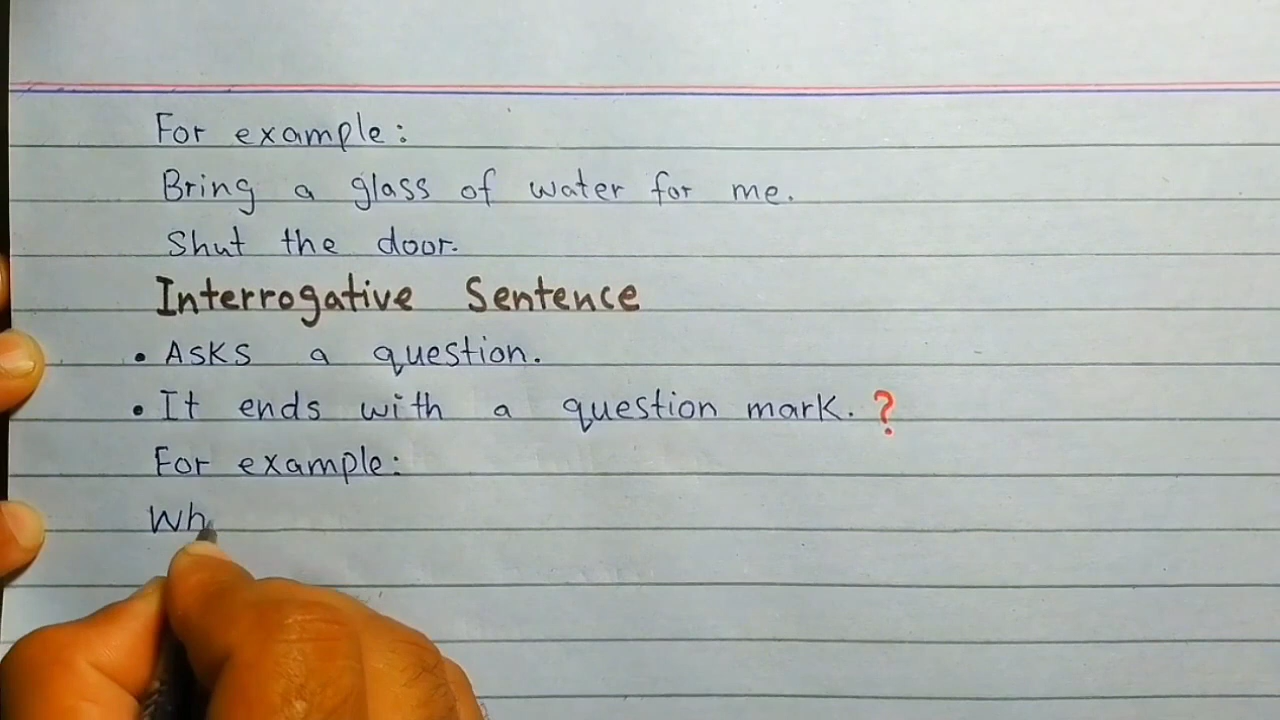 For example:
Bring a glass of water for me.
Shut the door.
Interrogative Sentence
• Asks a question.
• It ends with a question mark. ?
For example:
Wh